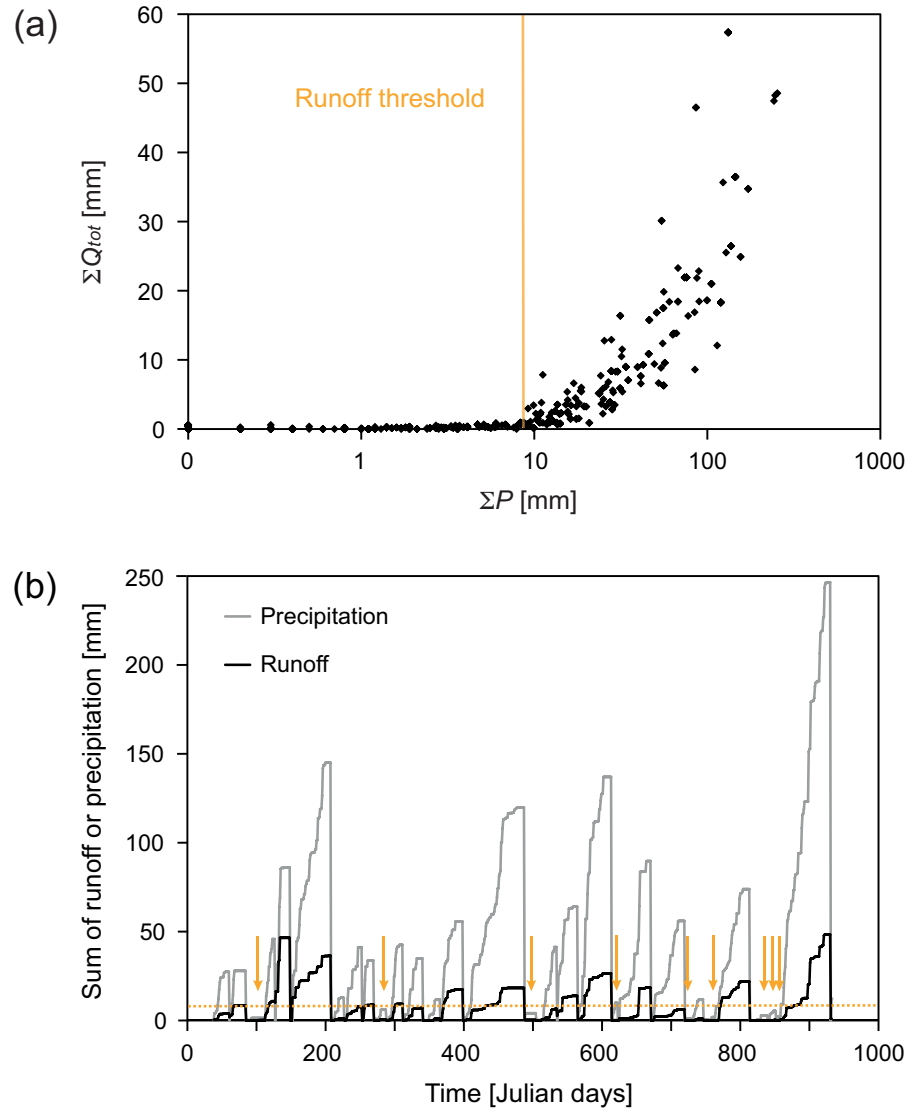 (a)
60
50
40
30
20
10
0
ΣQtot [mm]
Runoff threshold
0 1 10 100 1000
ΣP [mm]
(b)
250
200
150
100
50
0
Sum of runoff or precipitation [mm]
Precipitation
Runoff
0 200 400 600 800 1000
Time [Julian days]